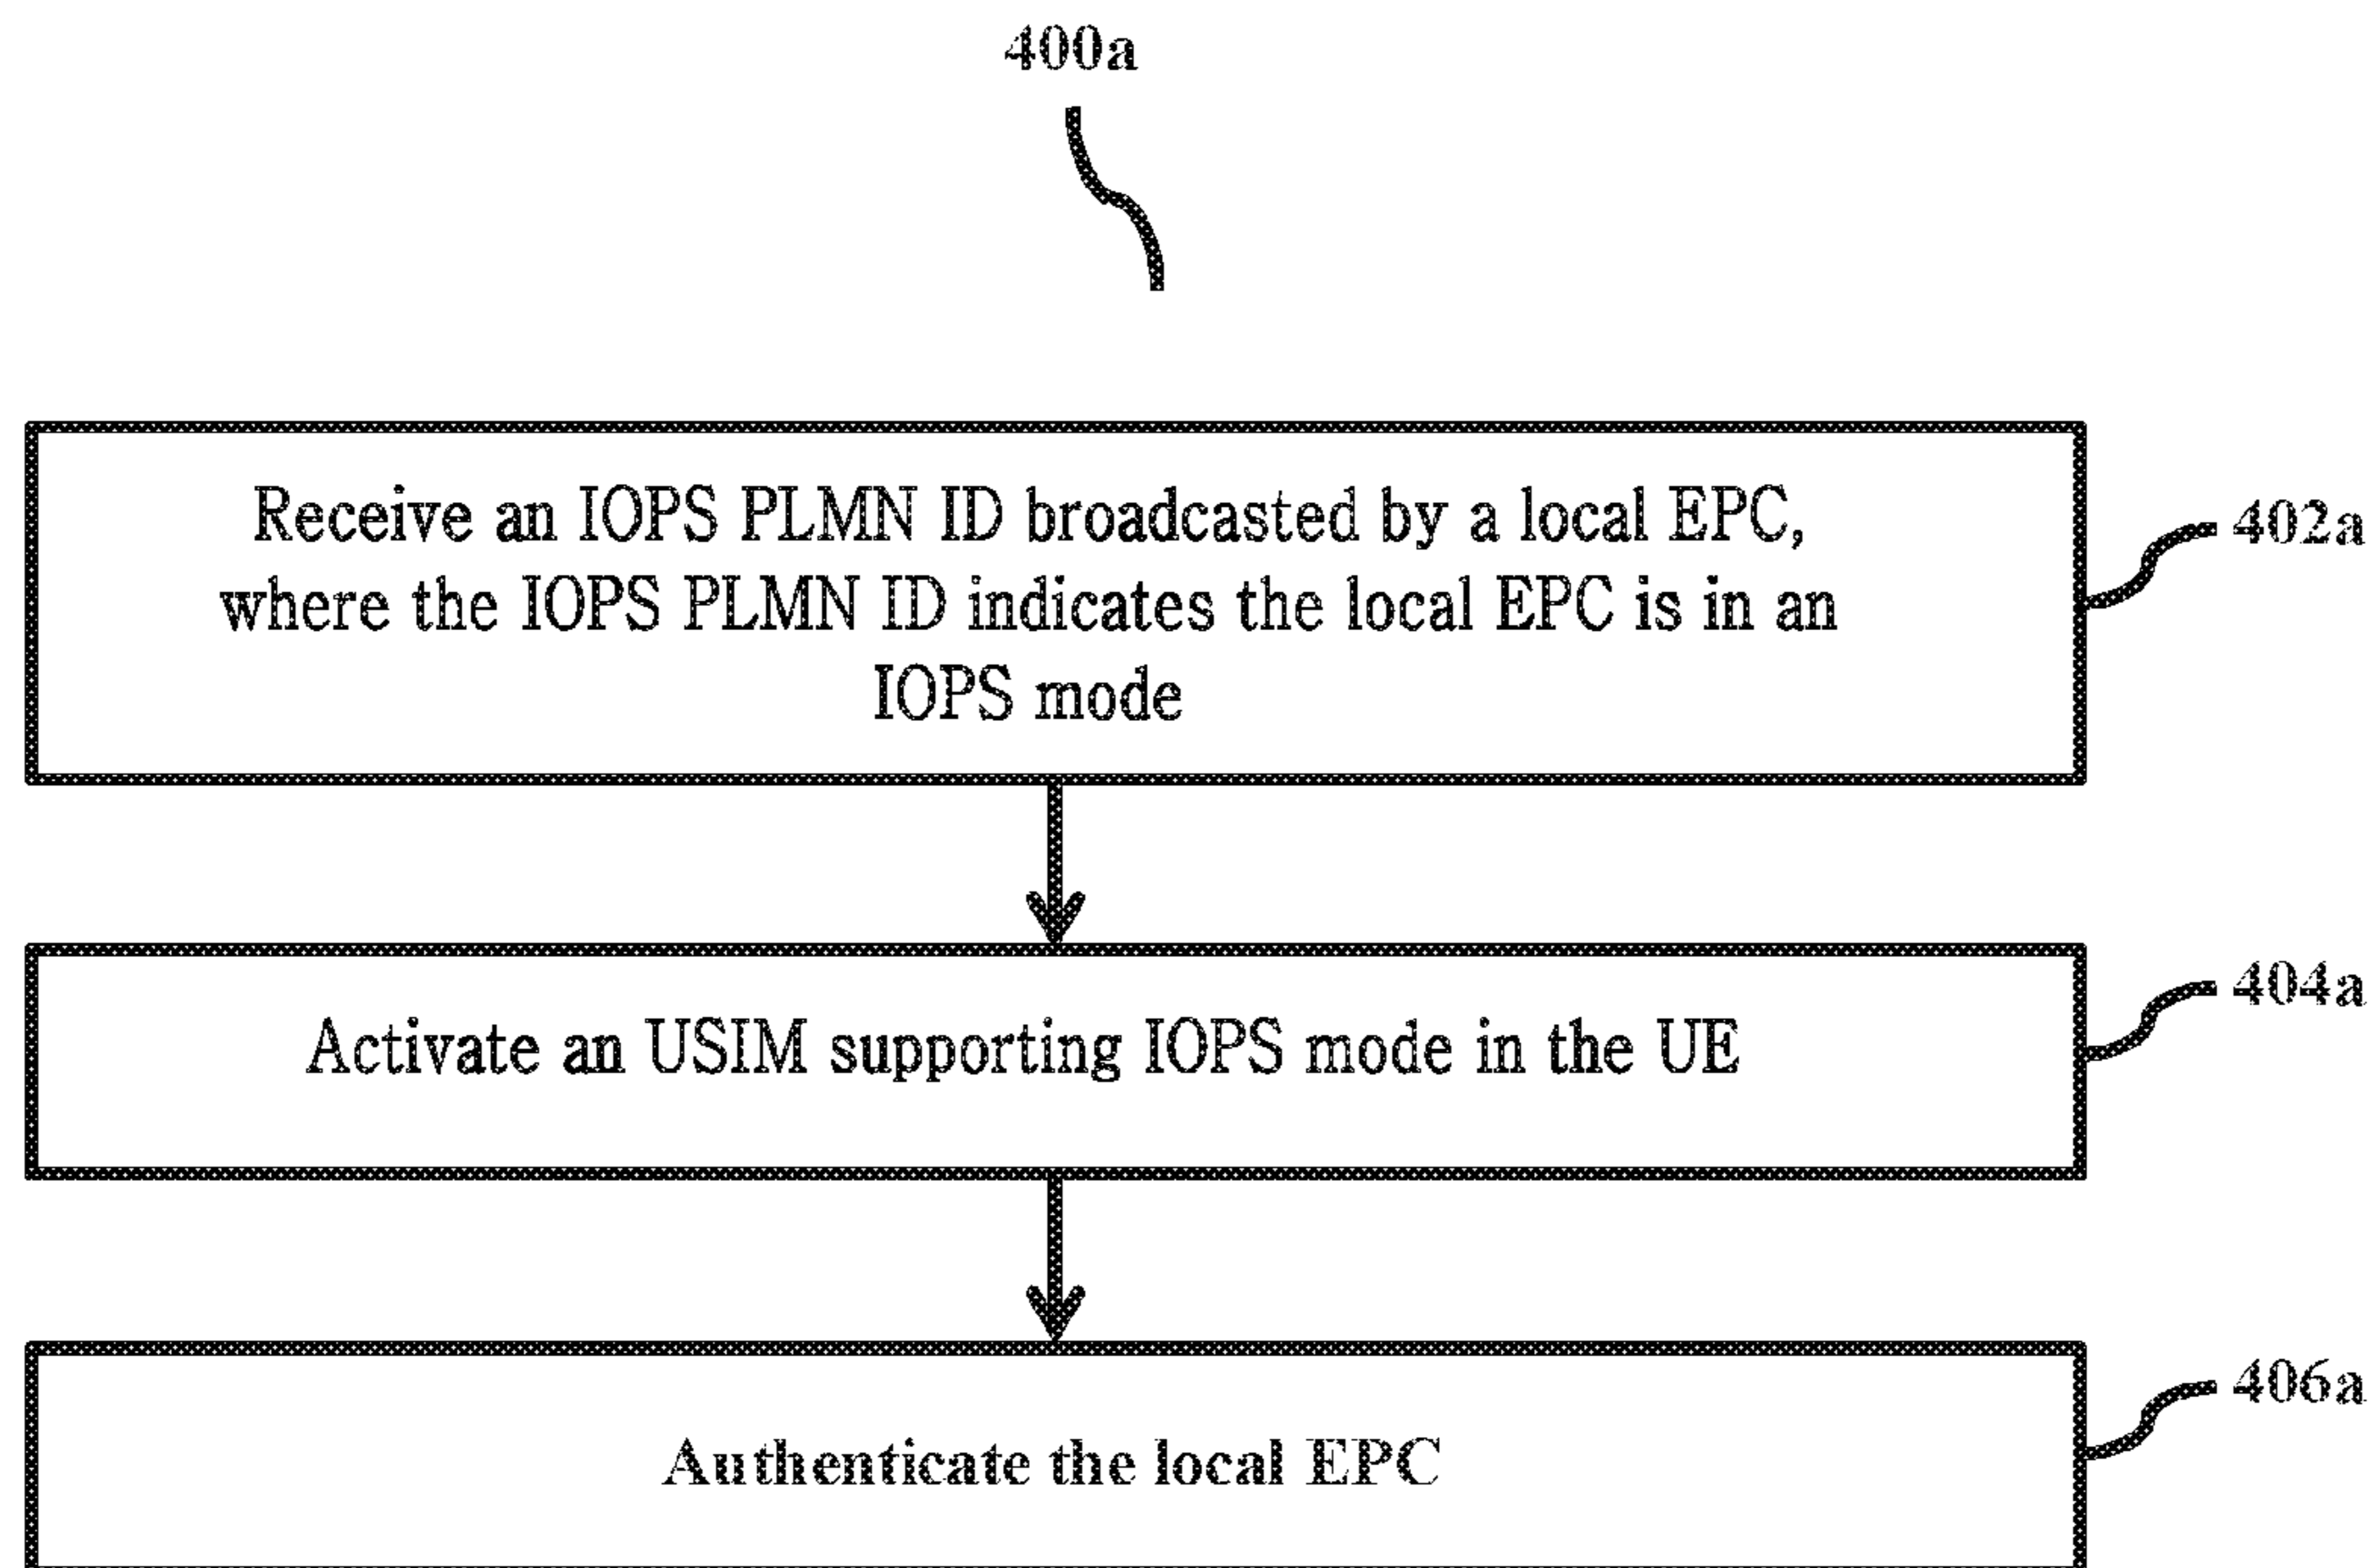 400a
Receive an IOPS PLMN ID broadcasted by a local EPC,
where the IOPS PLMN ID indicates the local EPC is in an
IOPS mode
402a
Activate an USIM supporting IOPS mode in the UE
404a
Authenticate the local EPC
406a